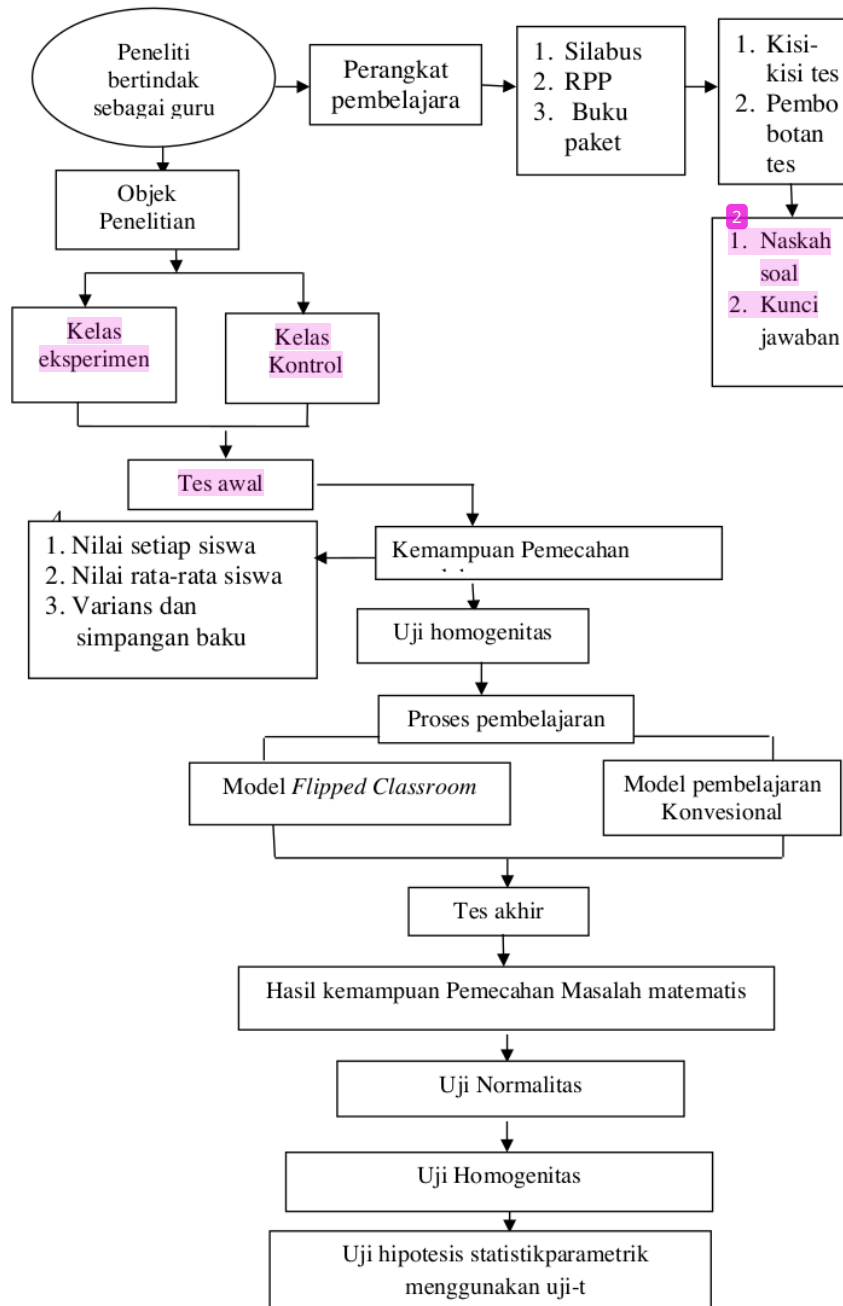 Peneliti
bertindak
sebagai guru
Perangkat
pembelajara
1. Silabus
2. RPP
3. Buku
paket
1. Kisi-
kisi tes
2. Pembo
botan
tes
2
1. Naskah
soal
2. Kunci
jawaban
Objek
Penelitian
Kelas
eksperimen
Kelas
Kontrol
Tes awal
1. Nilai setiap siswa
2. Nilai rata-rata siswa
3. Varians dan
simpangan baku
Kemampuan Pemecahan
Uji homogenitas
Proses pembelajaran
Model Flipped Classroom
Model pembelajaran
Konvesional
Tes akhir
Hasil kemampuan Pemecahan Masalah matematis
Uji Normalitas
Uji Homogenitas
Uji hipotesis statistikparametrik
menggunakan uji-t